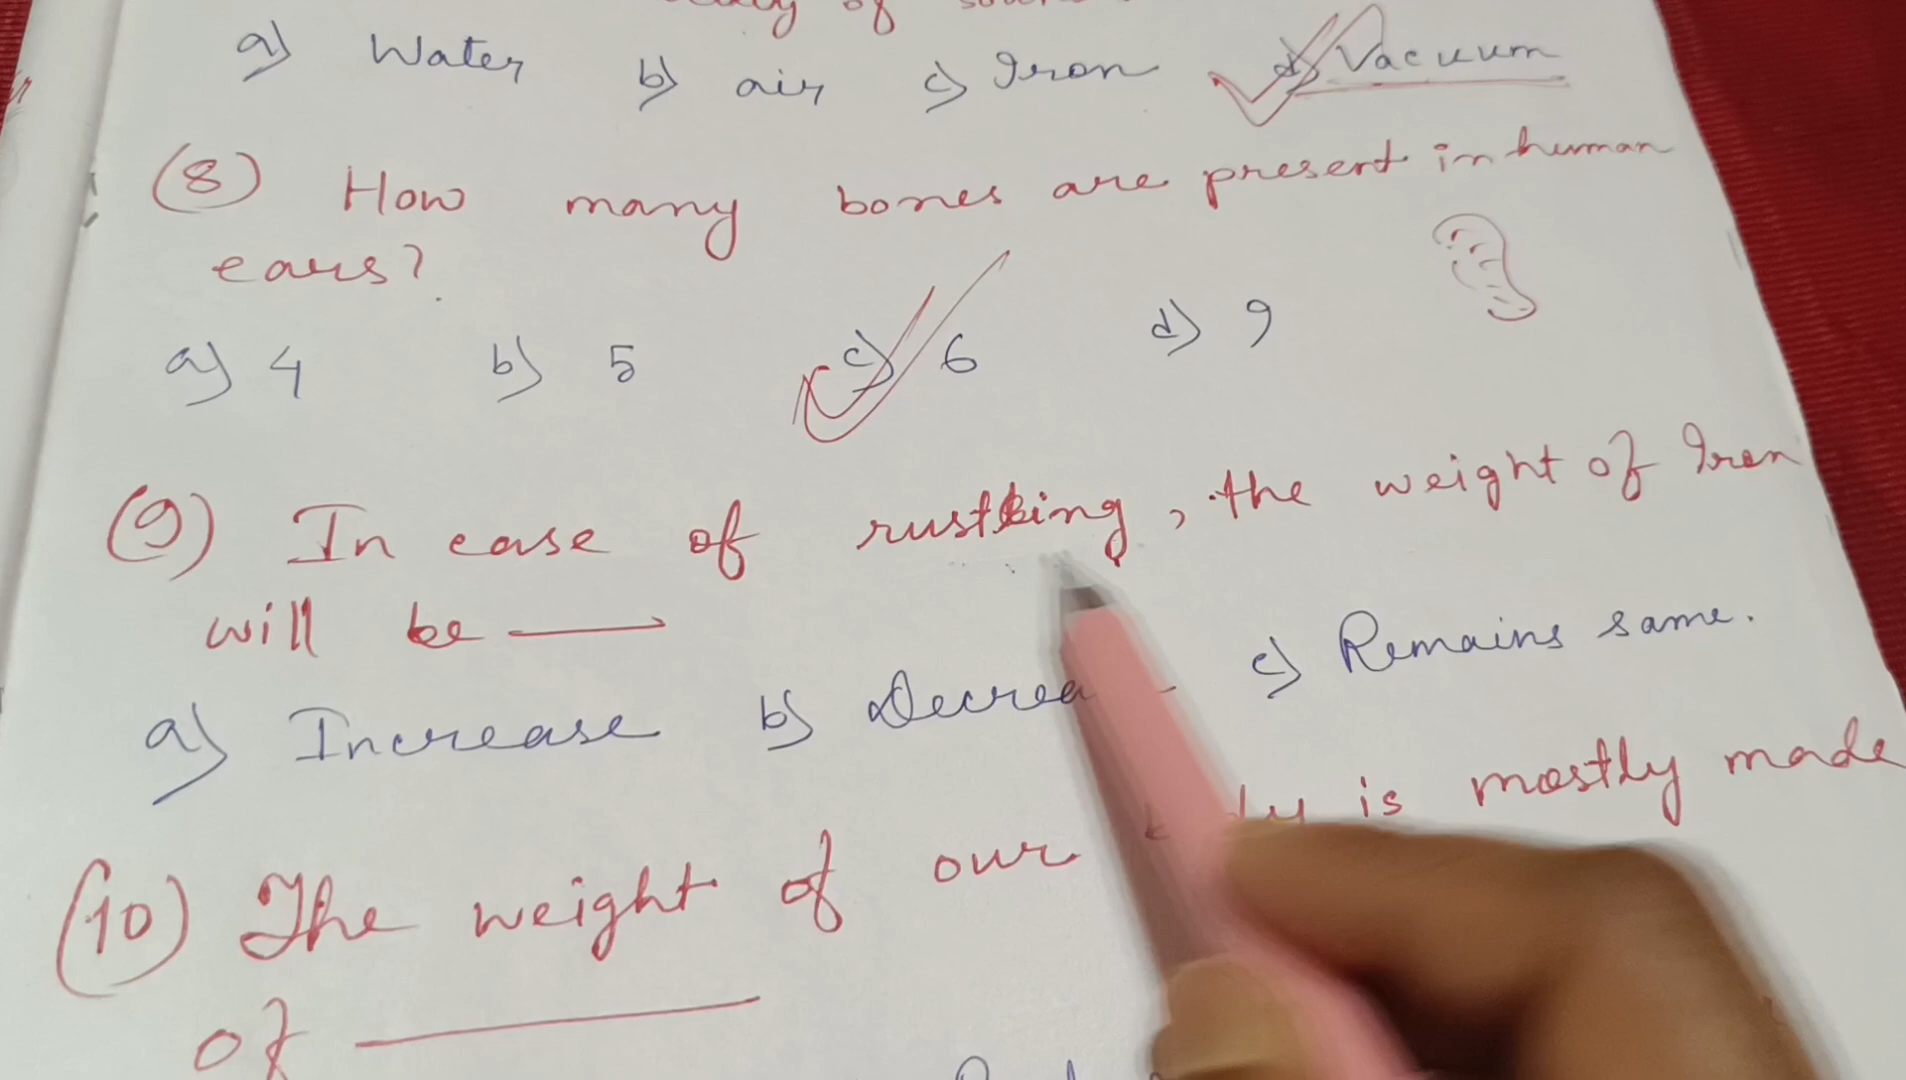 of
a) Water b) air c) Iron d) Vacuum
(8) How many bones are present in human
ears?
a) 4 b) 5 c) 6 d) 9
(9) In case of rusting, the weight of Iron
will be
a) Increase b) Decrea c) Remains same.
(10) The weight of our is mostly made
of